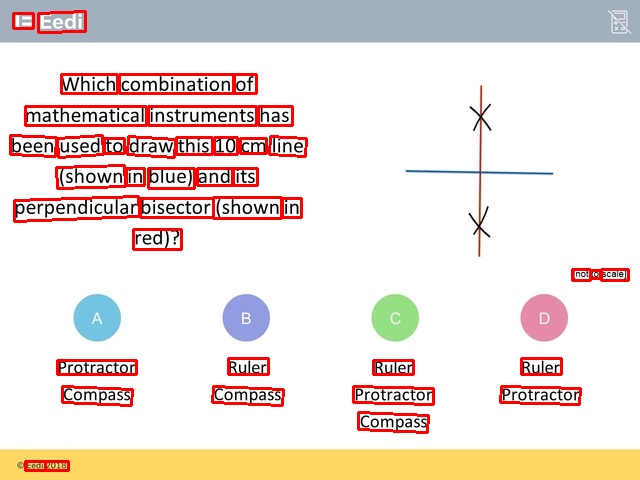 Eedi
Which combination of
mathematical instruments has
been used to draw this 10 cm line
(shown in blue) and its
perpendicular bisector (shown in
red)?
not to scale
A
B
C
D
Protractor
Compass
Ruler
Compass
Ruler
Protractor
Compass
Ruler
Protractor
© Eedi 2018